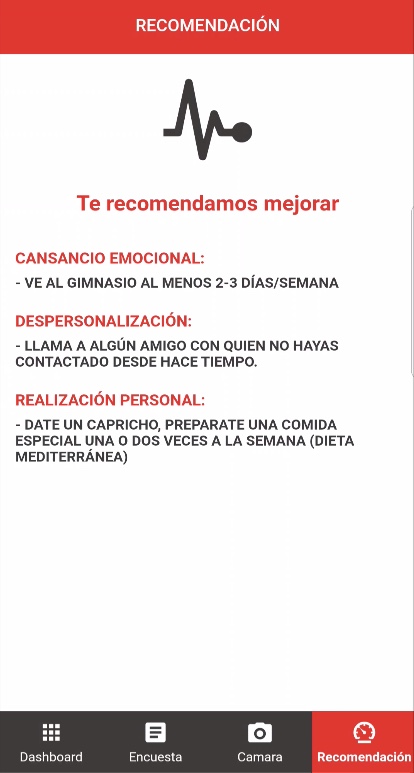 RECOMENDACIÓN
Te recomendamos mejorar
CANSANCIO EMOCIONAL:
- VE AL GIMNASIO AL MENOS 2-3 DÍAS/SEMANA
DESPERSONALIZACIÓN:
- LLAMA A ALGÚN AMIGO CON QUIEN NO HAYAS
CONTACTADO DESDE HACE TIEMPO.
REALIZACIÓN PERSONAL:
- DATE UN CAPRICHO, PREPARATE UNA COMIDA
ESPECIAL UNA O DOS VECES A LA SEMANA (DIETA
MEDITERRÁNEA)
Dashboard Encuesta Camara Recomendación